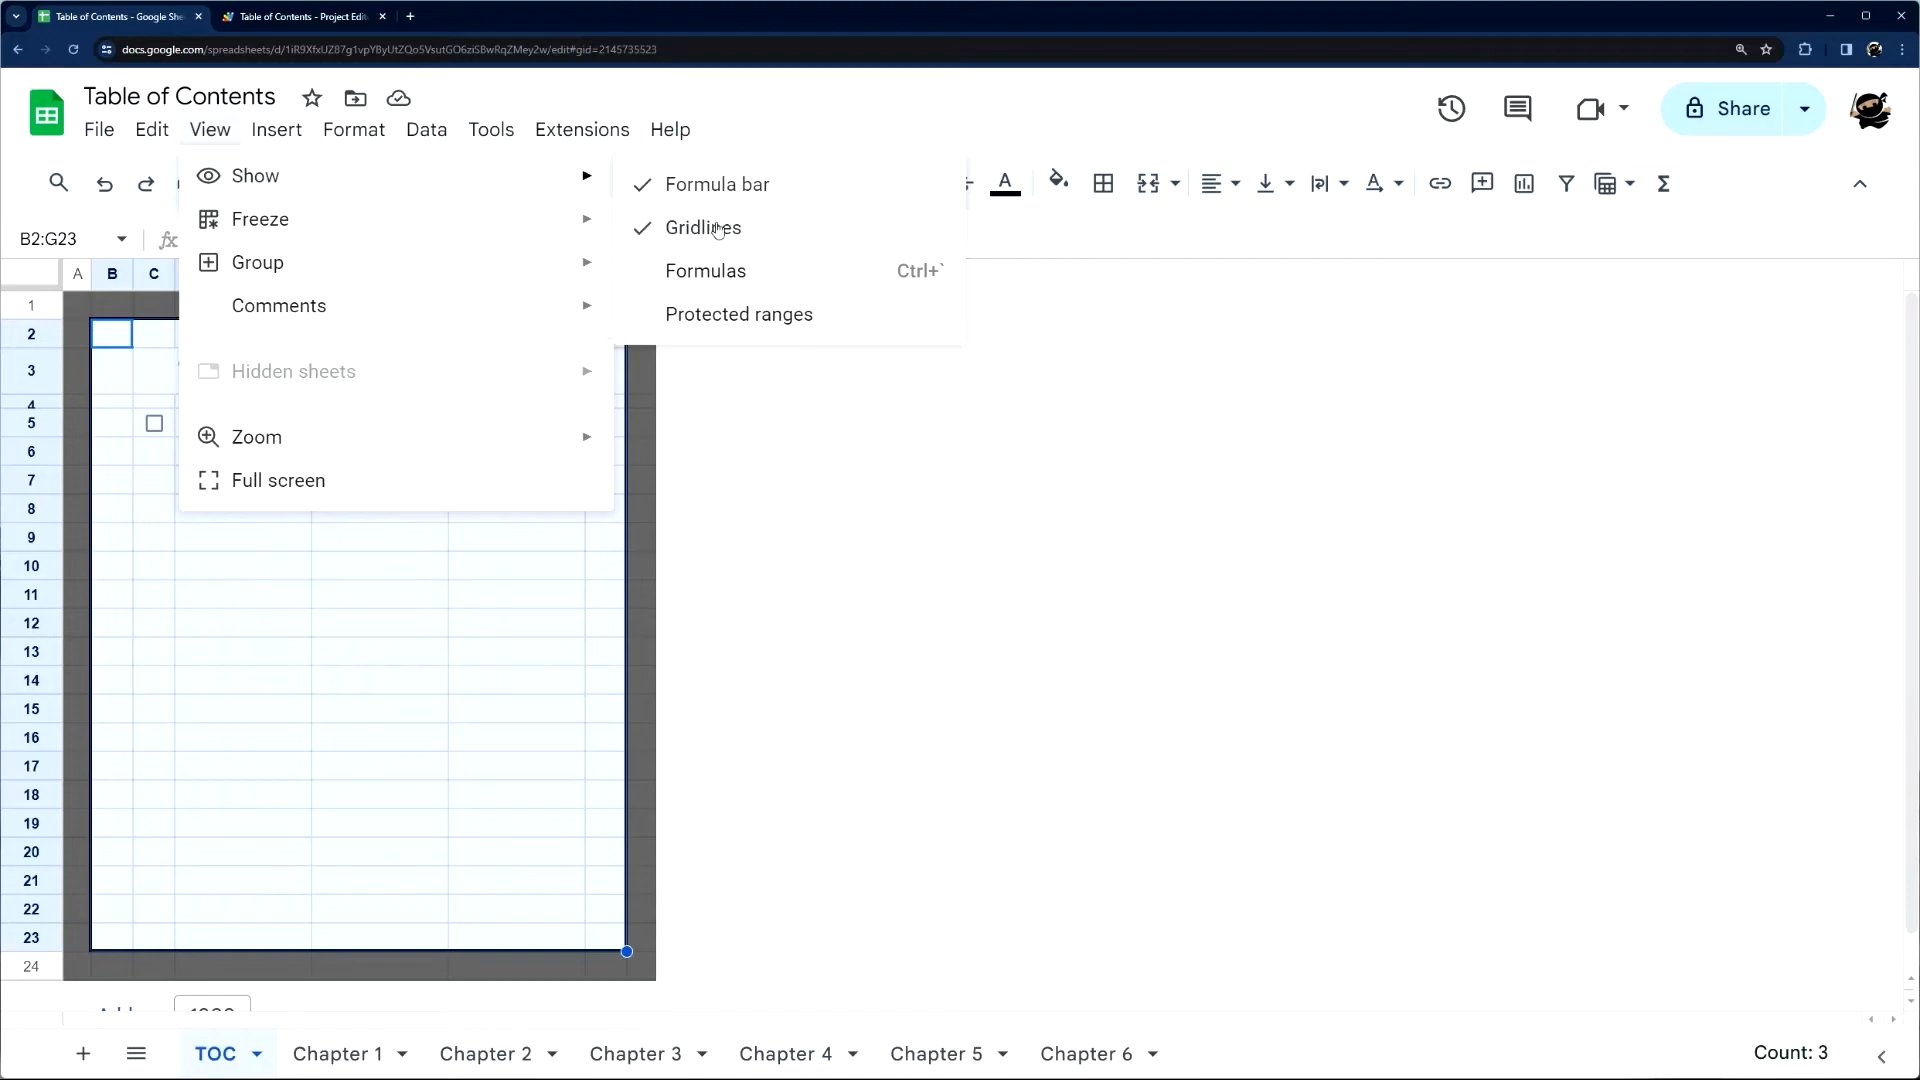 Table of Contents - Google She
Table of Contents - Project Edit
docs.google.com/spreadsheets/d/1iR9XfxUZ87g1vpYByUtZQo5VsutGO6ziSBwRqZMey2w/edit#gid=2145735523
Table of Contents
File Edit View Insert Format Data Tools Extensions Help
Share
Show
Freeze
Group
Comments
Hidden sheets
Zoom
Full screen
Formula bar
Gridlines
Formulas Ctrl+`
Protected ranges
B2:G23
fx
A B C
1
2
3
4
5
6
7
8
9
10
11
12
13
14
15
16
17
18
19
20
21
22
23
24
TOC Chapter 1 Chapter 2 Chapter 3 Chapter 4 Chapter 5 Chapter 6 Count: 3